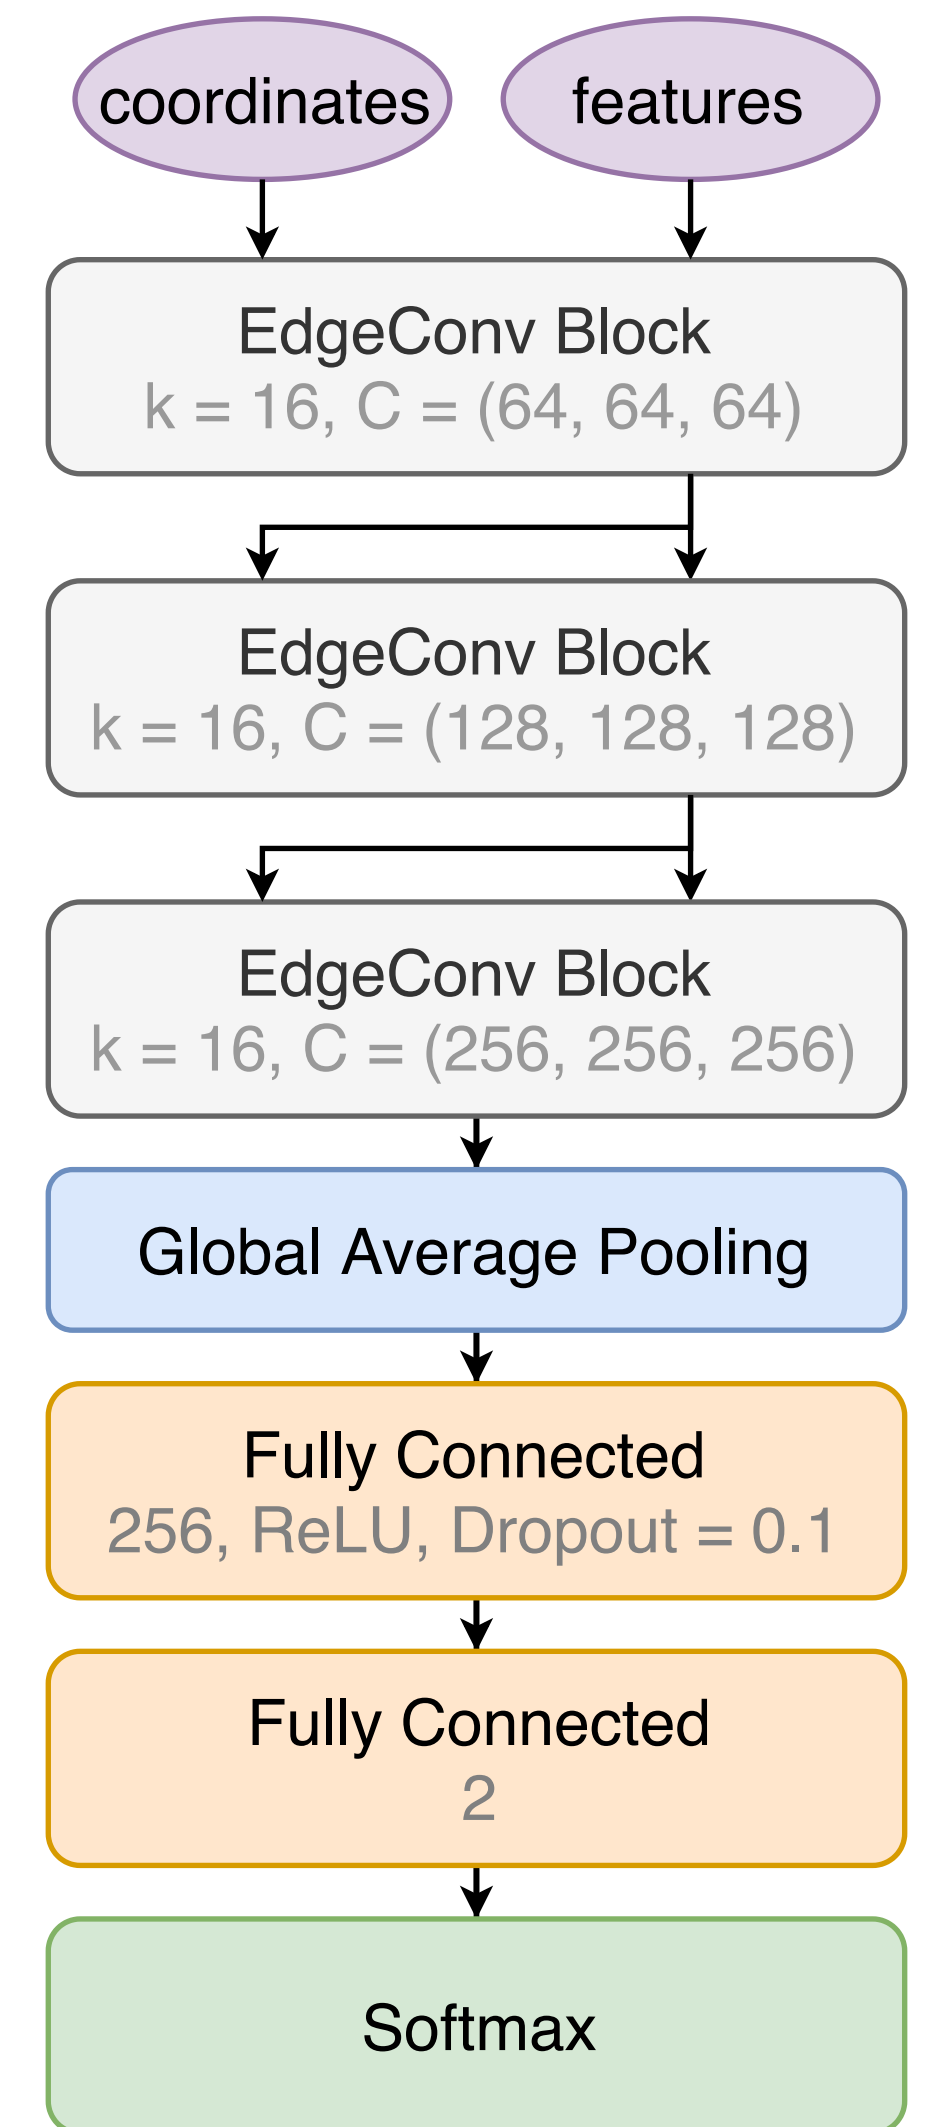 coordinates
features
EdgeConv Block
k = 16, C = (64, 64, 64)
EdgeConv Block
k = 16, C = (128, 128, 128)
EdgeConv Block
k = 16, C = (256, 256, 256)
Global Average Pooling
Fully Connected
256, ReLU, Dropout = 0.1
Fully Connected
2
Softmax